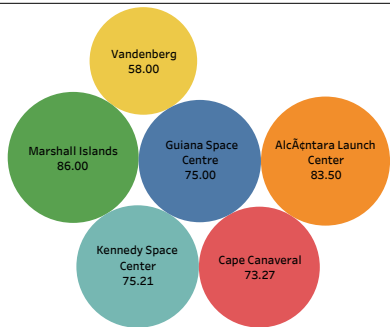 Vandenberg
58.00
Marshall Islands
86.00
Guiana Space
Centre
75.00
AlcÃ¢ntara Launch
Center
83.50
Kennedy Space
Center
75.21
Cape Canaveral
73.27